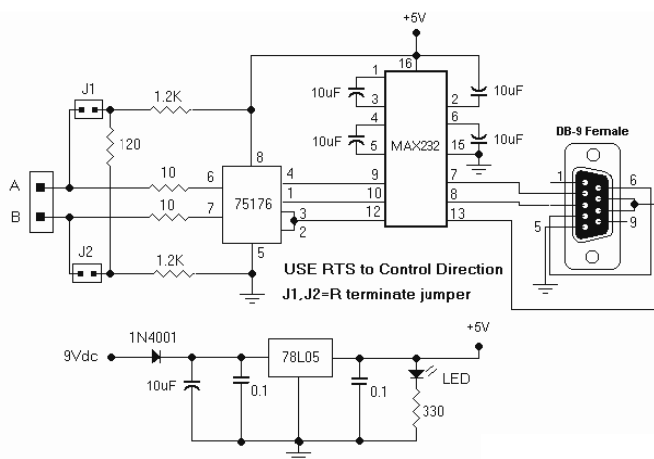 +5V
J1
1.2K
120
10uF
1
3
16
2
10uF
10uF
4
5
MAX232
6
15
10uF
DB-9 Female
A
B
10
10
6
7
8
75176
4
1
3
2
5
9
10
12
7
8
13
1
5
6
9
J2
1.2K
USE RTS to Control Direction
J1,J2=R terminate jumper
9Vdc
1N4001
10uF
0.1
78L05
0.1
+5V
LED
330